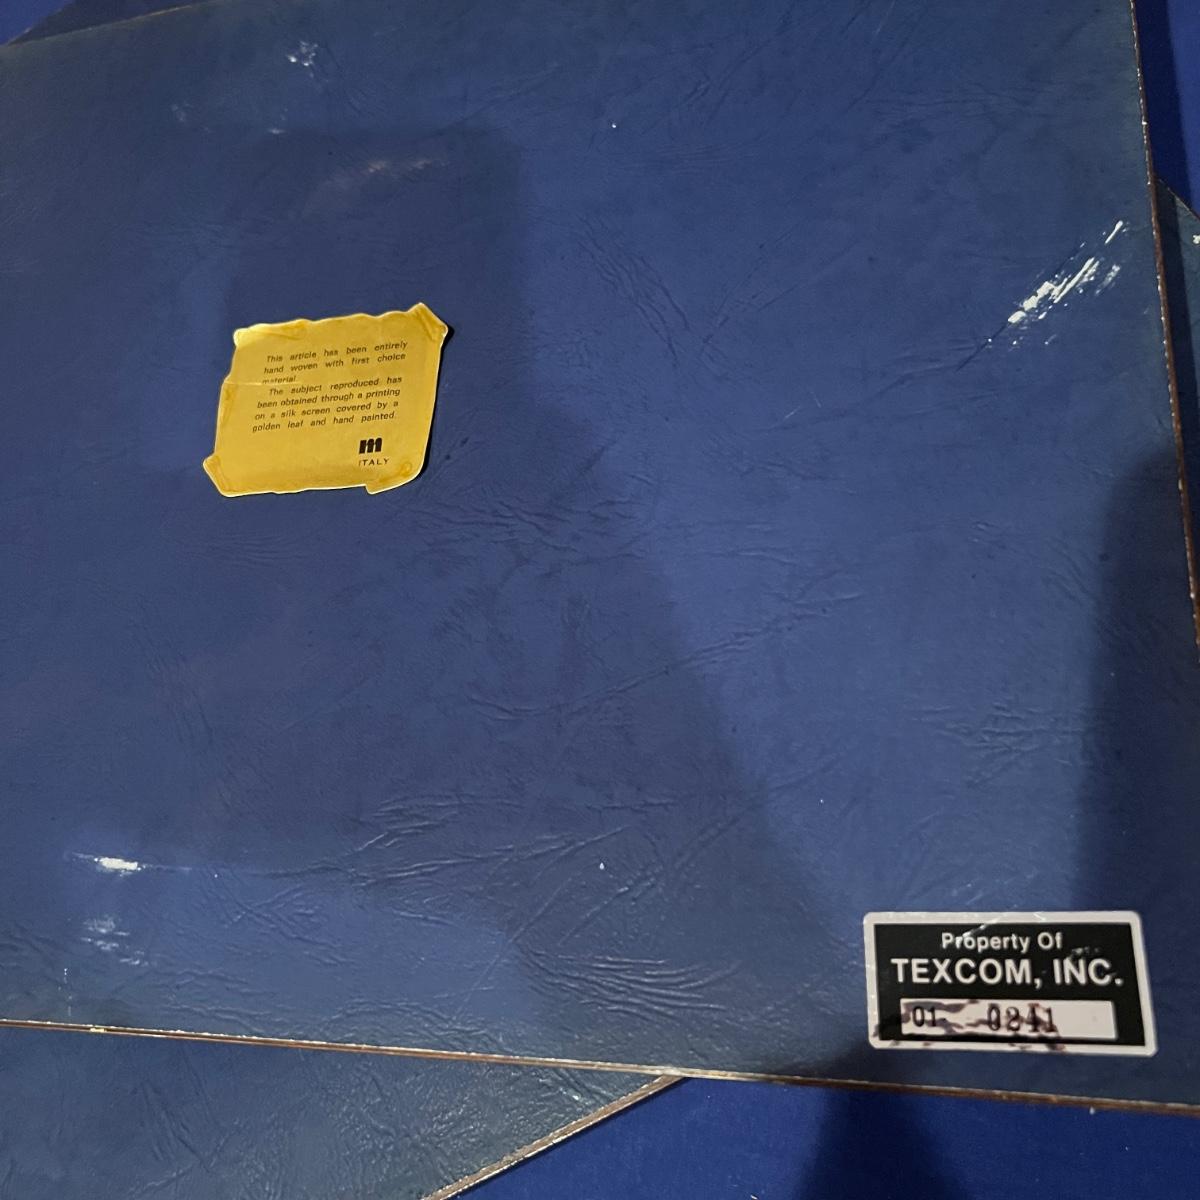 This article has been entirely
hand woven with first choice
material.
The subject reproduced has
been obtained through a printing
on a silk screen covered by a
golden leaf and hand painted.
m
ITALY
Property Of
TEXCOM, INC.
01 0241